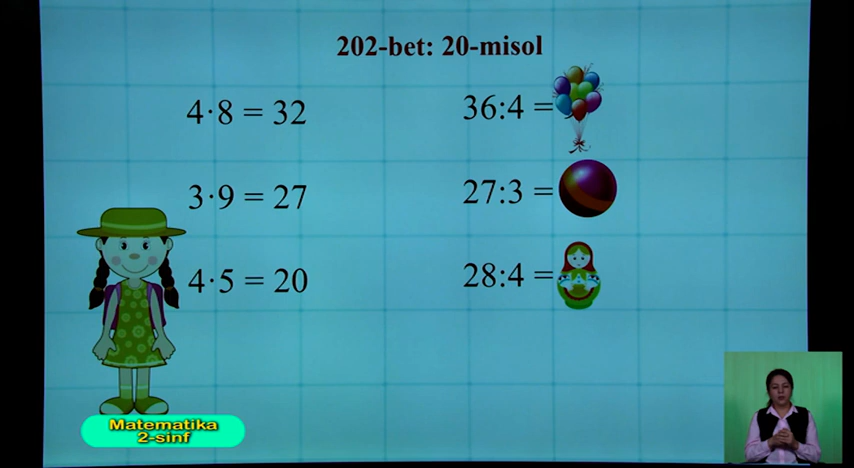 202-bet: 20-misol
4·8 = 32
3·9 = 27
4·5 = 20
36:4 =
27:3 =
28:4 =
Matematika
2-sinf